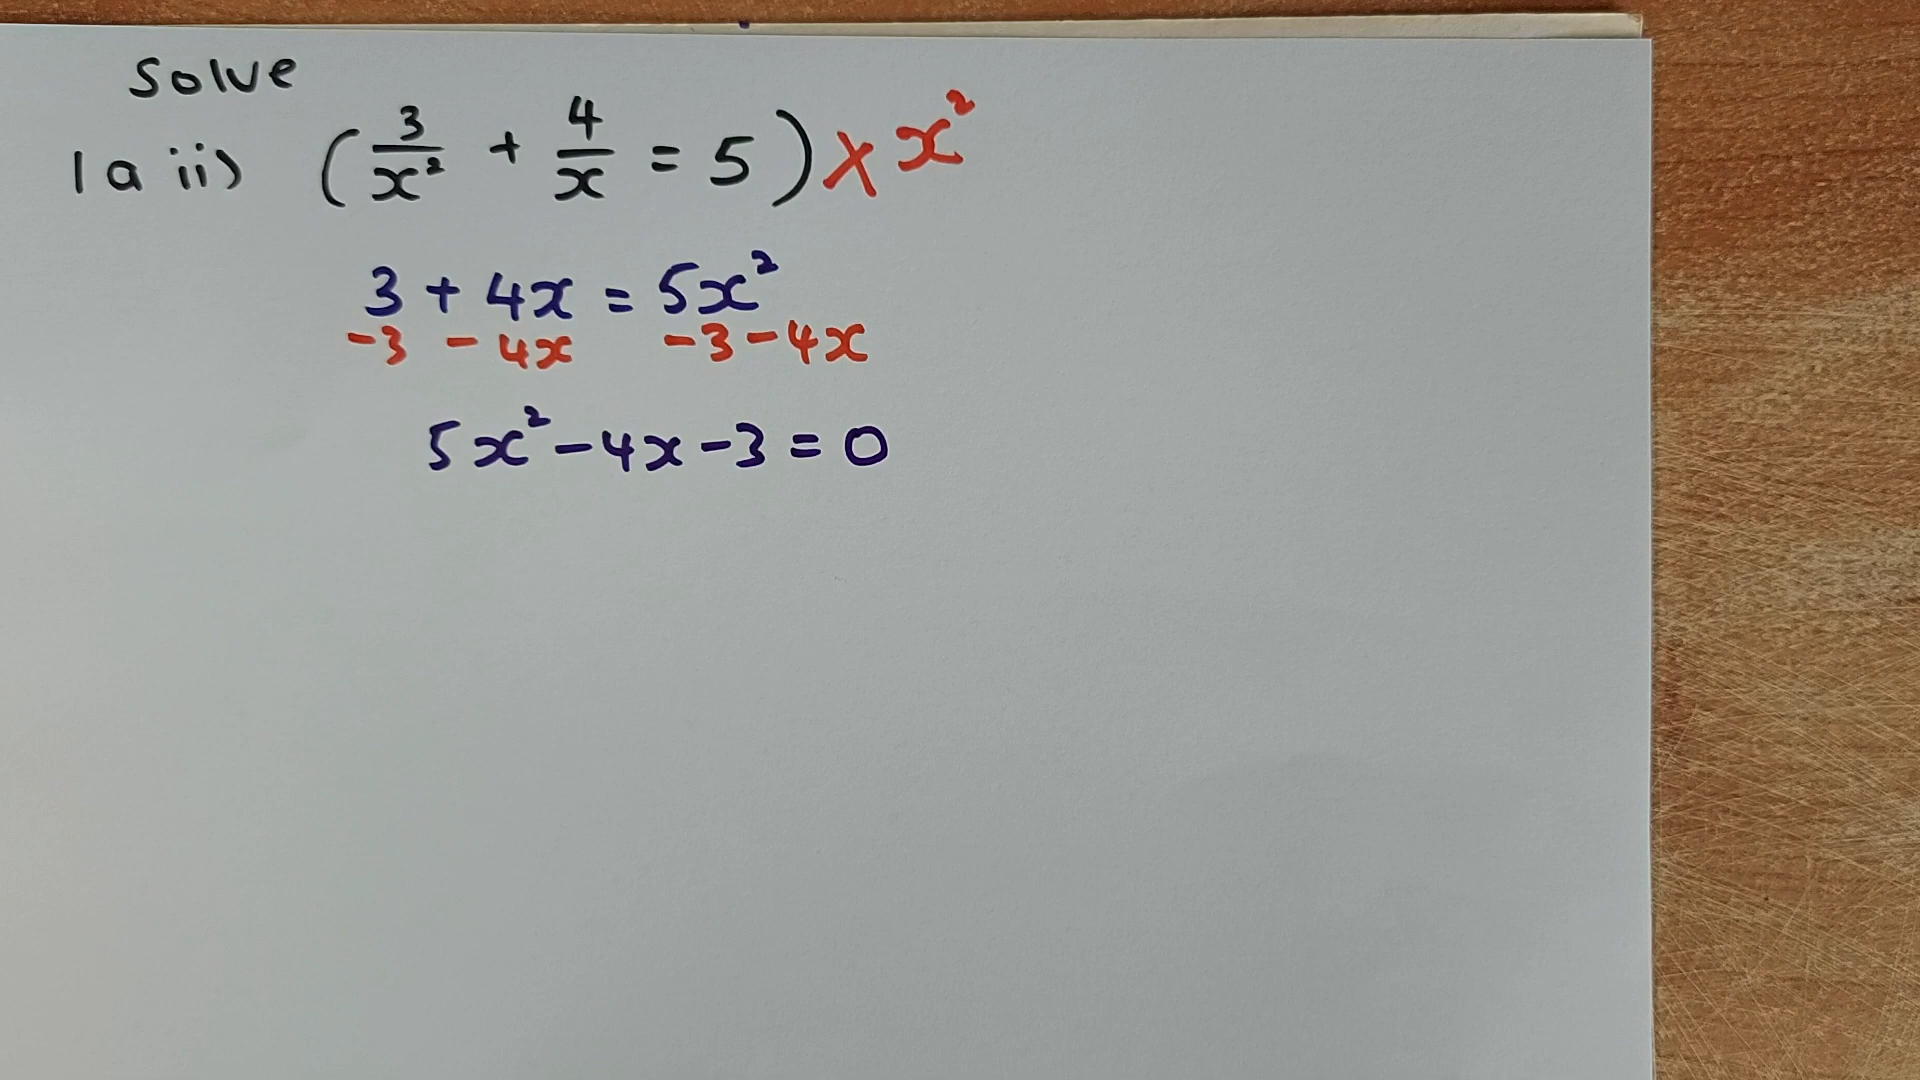 Solve
1a ii) (3/x² + 4/x = 5) × x²
3 + 4x = 5x²
-3 - 4x -3 - 4x
5x² - 4x - 3 = 0